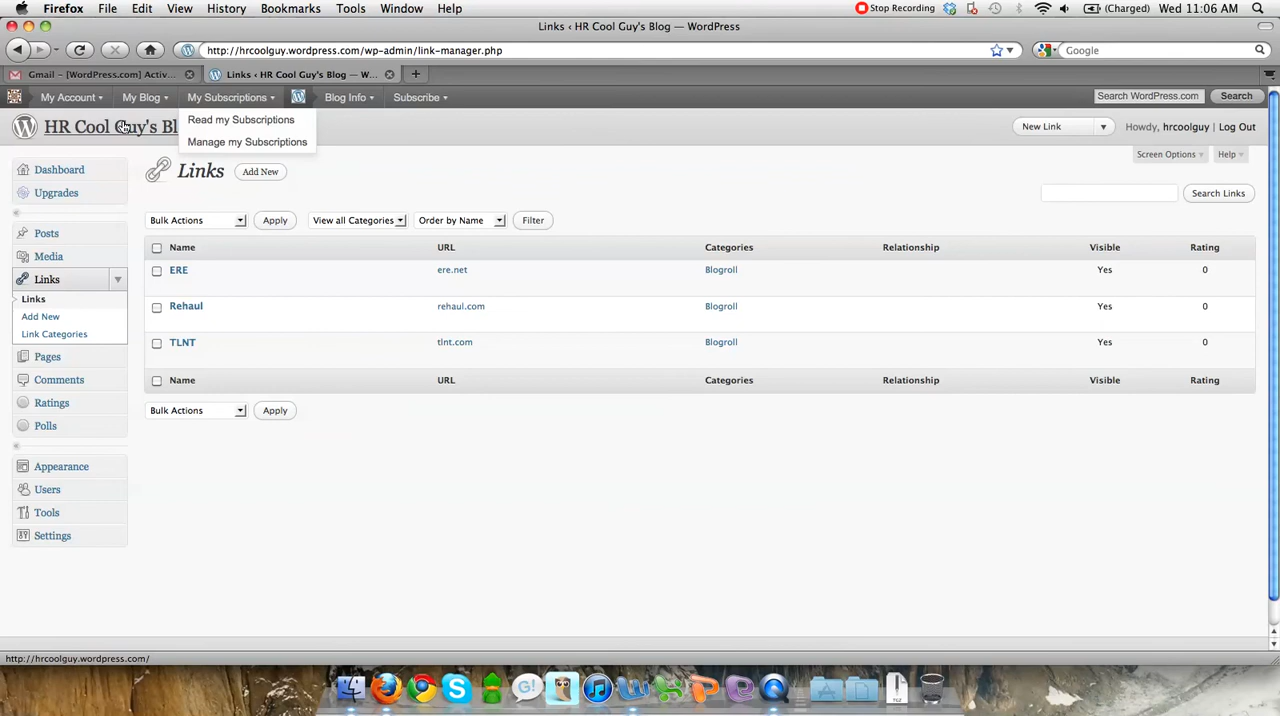 Firefox File Edit View History Bookmarks Tools Window Help Stop Recording (Charged) Wed 11:06 AM
Links ‹ HR Cool Guy's Blog — WordPress
http://hrcoolguy.wordpress.com/wp-admin/link-manager.php Google
Gmail – [WordPress.com] Activ... Links ‹ HR Cool Guy's Blog — W...
My Account My Blog My Subscriptions Blog Info Subscribe Search WordPress.com Search
Read my Subscriptions
HR Cool Guy's Bl New Link Howdy, hrcoolguy Log Out
Manage my Subscriptions
Screen Options Help
Links Add New
Dashboard
Upgrades
Search Links
Bulk Actions Apply View all Categories Order by Name Filter
Posts
Media
Links
Links
Add New
Link Categories
Pages
Comments
Ratings
Polls
Appearance
Users
Tools
Settings
Name URL Categories Relationship Visible Rating
ERE ere.net Blogroll Yes 0
Rehaul rehaul.com Blogroll Yes 0
TLNT tlnt.com Blogroll Yes 0
Name URL Categories Relationship Visible Rating
Bulk Actions Apply
http://hrcoolguy.wordpress.com/